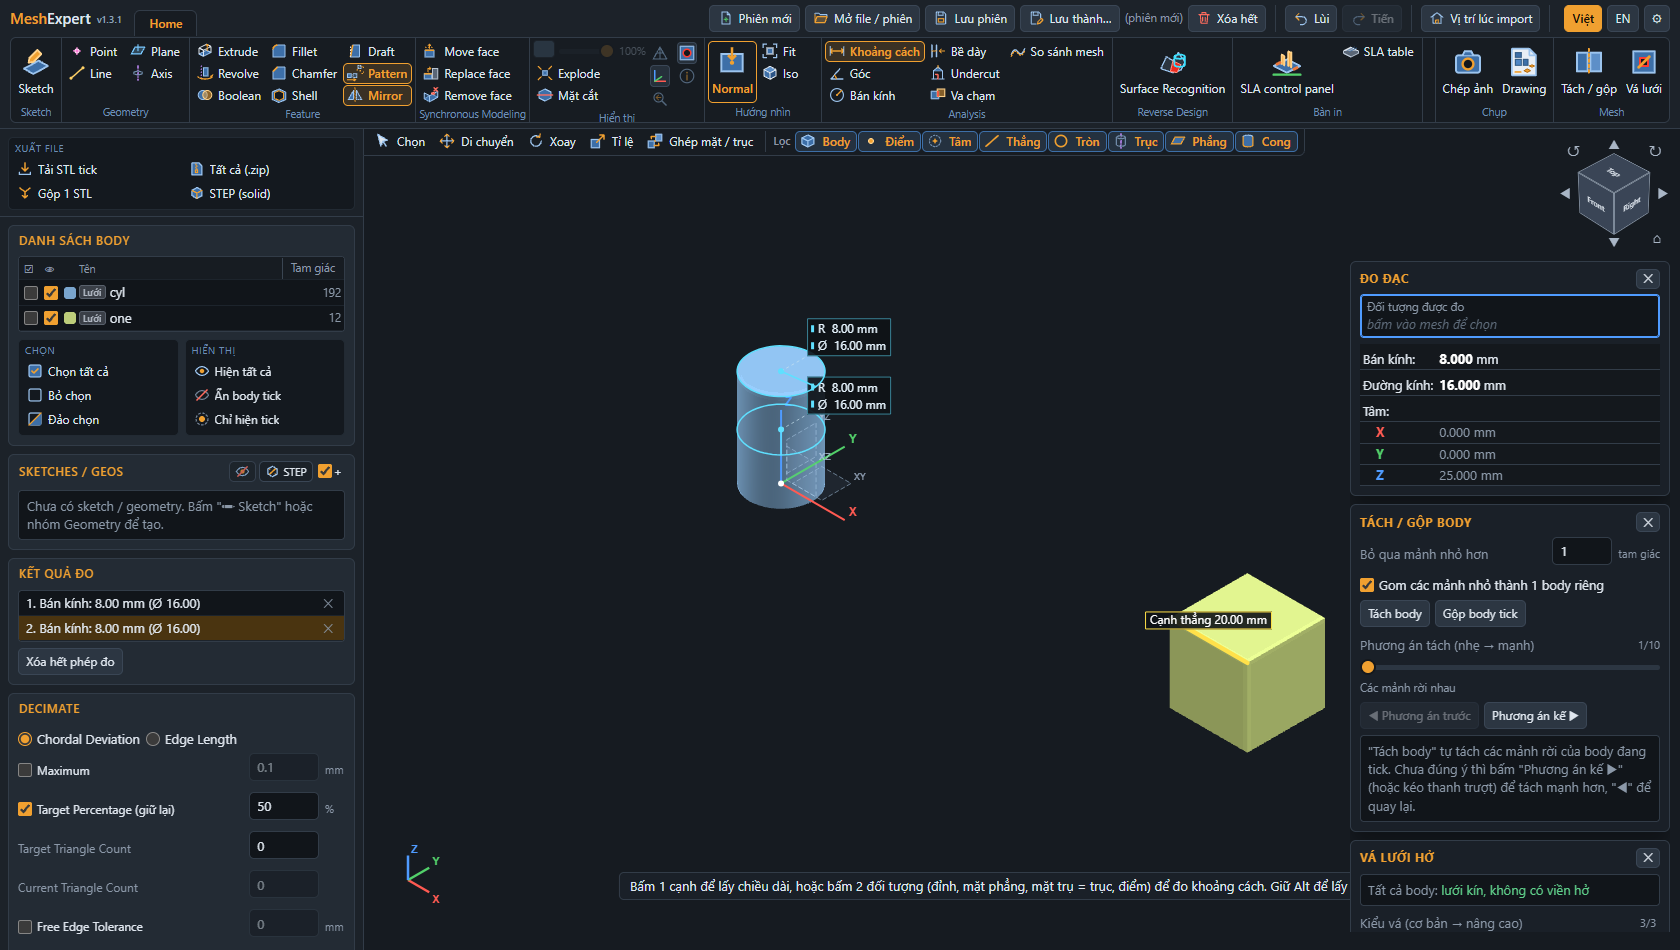 MeshExpert v1.3.1
Home
Phiên mới
Mở file / phiên
Lưu phiên
Lưu thành...
(phiên mới)
Xóa hết
Lùi
Tiến
Vị trí lúc import
Việt
EN
Sketch
Sketch
Point
Plane
Line
Axis
Geometry
Extrude
Fillet
Draft
Revolve
Chamfer
Pattern
Boolean
Shell
Mirror
Feature
Move face
Replace face
Remove face
Synchronous Modeling
100%
Explode
Mặt cắt
Hiển thị
Normal
Fit
Iso
Hướng nhìn
Khoảng cách
Bề dày
So sánh mesh
Góc
Undercut
Bán kính
Va chạm
Analysis
Surface Recognition
Reverse Design
SLA control panel
SLA table
Bàn in
Chép ảnh
Drawing
Chụp
Tách / gộp
Vá lưới
Mesh
Chọn
Di chuyển
Xoay
Tỉ lệ
Ghép mặt / trục
Lọc
Body
Điểm
Tâm
Thẳng
Tròn
Trục
Phẳng
Cong
XUẤT FILE
Tải STL tick
Tất cả (.zip)
Gộp 1 STL
STEP (solid)
DANH SÁCH BODY
Tên
Tam giác
Lưới cyl 192
Lưới one 12
CHỌN
Chọn tất cả
Bỏ chọn
Đảo chọn
HIỂN THỊ
Hiện tất cả
Ẩn body tick
Chỉ hiện tick
SKETCHES / GEOS
STEP
+
Chưa có sketch / geometry. Bấm "✏ Sketch" hoặc
nhóm Geometry để tạo.
KẾT QUẢ ĐO
1. Bán kính: 8.00 mm (Ø 16.00)
2. Bán kính: 8.00 mm (Ø 16.00)
Xóa hết phép đo
DECIMATE
Chordal Deviation
Edge Length
Maximum 0.1 mm
Target Percentage (giữ lại) 50 %
Target Triangle Count 0
Current Triangle Count 0
Free Edge Tolerance 0 mm
R 8.00 mm
Ø 16.00 mm
R 8.00 mm
Ø 16.00 mm
YZ
Y
XZ
XY
X
Cạnh thẳng 20.00 mm
Z
Y
X
Bấm 1 cạnh để lấy chiều dài, hoặc bấm 2 đối tượng (đỉnh, mặt phẳng, mặt trụ = trục, điểm) để đo khoảng cách. Giữ Alt để lấy
Top
Front
Right
ĐO ĐẠC
Đối tượng được đo
bấm vào mesh để chọn
Bán kính: 8.000 mm
Đường kính: 16.000 mm
Tâm:
X 0.000 mm
Y 0.000 mm
Z 25.000 mm
TÁCH / GỘP BODY
Bỏ qua mảnh nhỏ hơn 1 tam giác
Gom các mảnh nhỏ thành 1 body riêng
Tách body
Gộp body tick
Phương án tách (nhẹ → mạnh) 1/10
Các mảnh rời nhau
◀ Phương án trước
Phương án kế ▶
"Tách body" tự tách các mảnh rời của body đang
tick. Chưa đúng ý thì bấm "Phương án kế ▶"
(hoặc kéo thanh trượt) để tách mạnh hơn, "◀" để
quay lại.
VÁ LƯỚI HỞ
Tất cả body: lưới kín, không có viền hở
Kiểu vá (cơ bản → nâng cao) 3/3